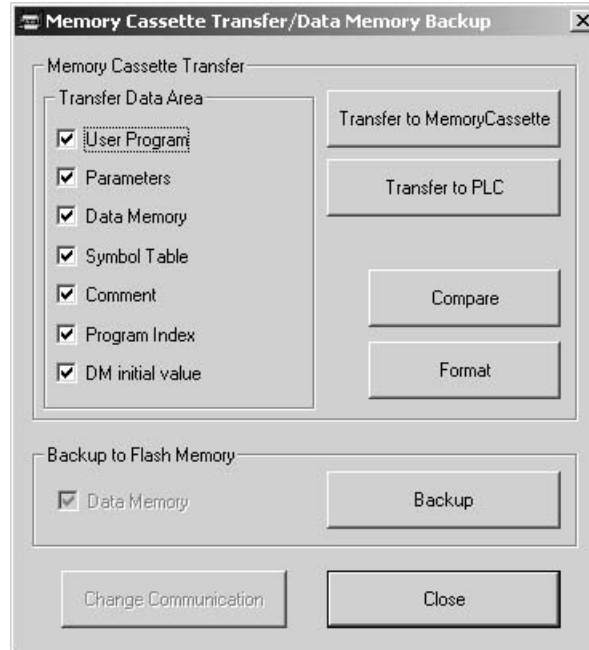 Memory Cassette Transfer/Data Memory Backup
Memory Cassette Transfer
Transfer Data Area
User Program
Parameters
Data Memory
Symbol Table
Comment
Program Index
DM initial value
Transfer to MemoryCassette
Transfer to PLC
Compare
Format
Backup to Flash Memory
Data Memory
Backup
Change Communication
Close